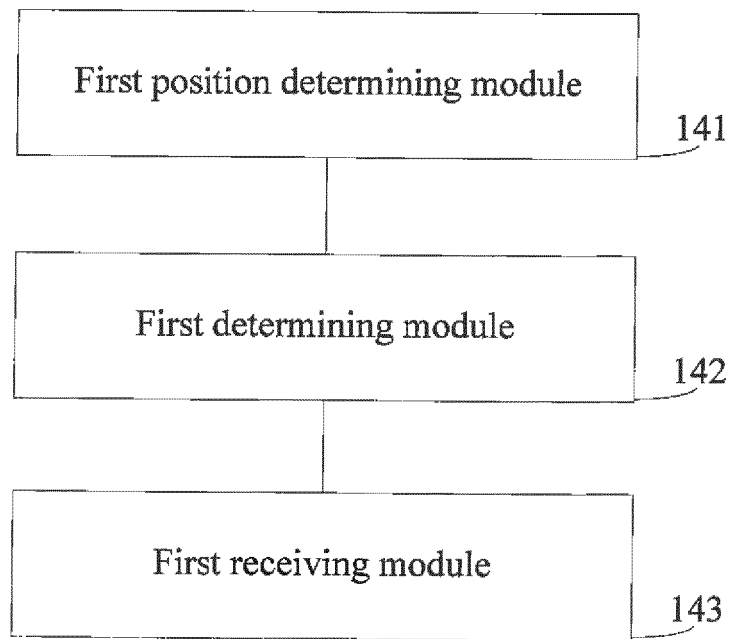 First position determining module
141
First determining module
142
First receiving module
143